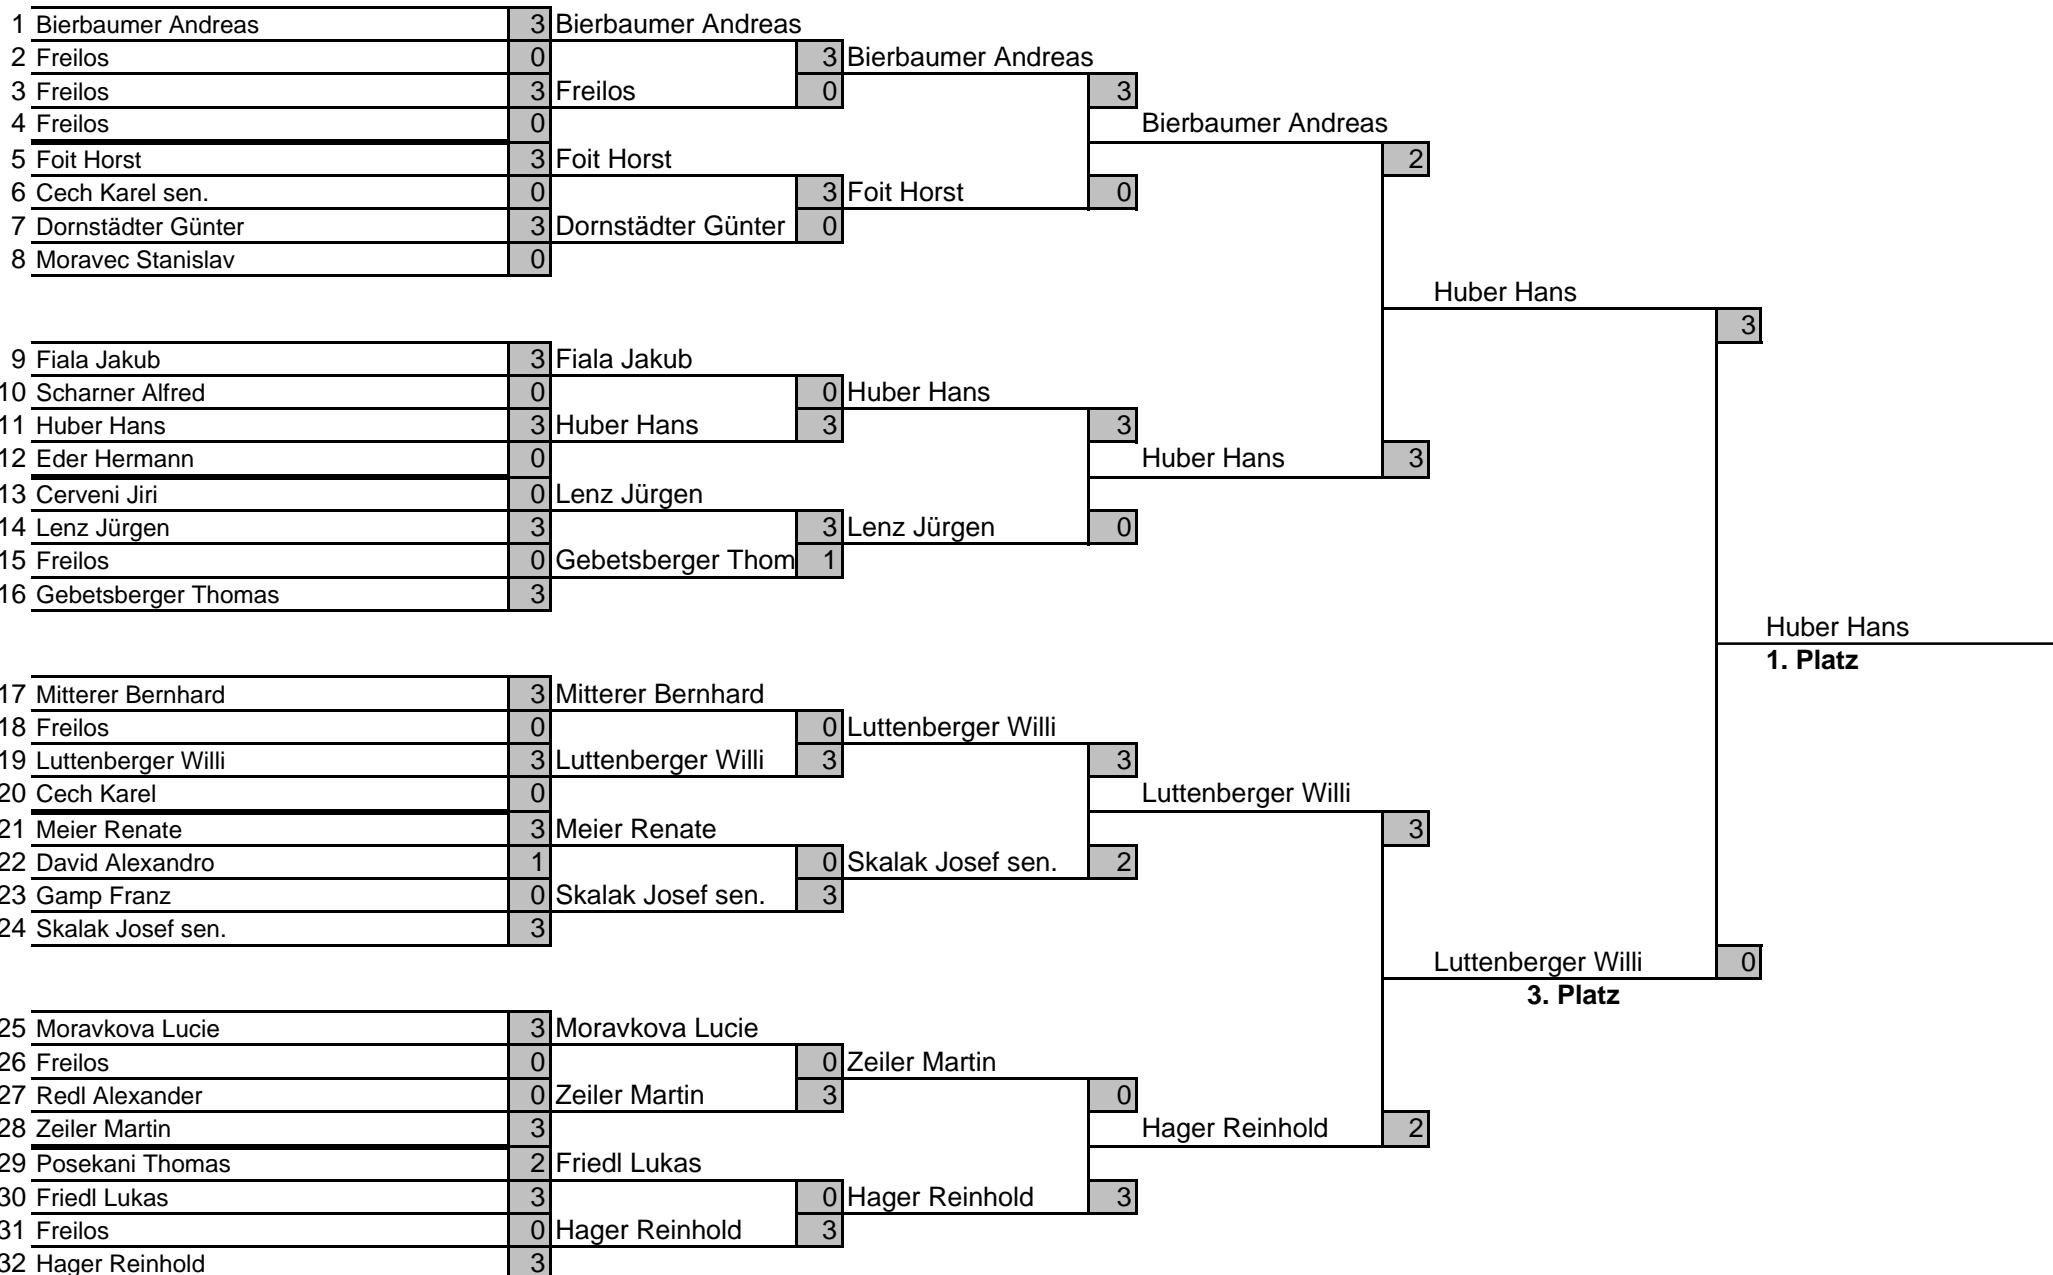 1 Bierbaumer Andreas 3 Bierbaumer Andreas
2 Freilos 0 3 Bierbaumer Andreas
3 Freilos 3 Freilos 0 3
4 Freilos 0 Bierbaumer Andreas
5 Foit Horst 3 Foit Horst 2
6 Cech Karel sen. 0 3 Foit Horst 0
7 Dornstädter Günter 3 Dornstädter Günter 0
8 Moravec Stanislav 0
Huber Hans
3
9 Fiala Jakub 3 Fiala Jakub
10 Scharner Alfred 0 0 Huber Hans
11 Huber Hans 3 Huber Hans 3 3
12 Eder Hermann 0 Huber Hans 3
13 Cerveni Jiri 0 Lenz Jürgen
14 Lenz Jürgen 3 3 Lenz Jürgen 0
15 Freilos 0 Gebetsberger Thom 1
16 Gebetsberger Thomas 3
Huber Hans
1. Platz
17 Mitterer Bernhard 3 Mitterer Bernhard
18 Freilos 0 0 Luttenberger Willi
19 Luttenberger Willi 3 Luttenberger Willi 3 3
20 Cech Karel 0 Luttenberger Willi
21 Meier Renate 3 Meier Renate 3
22 David Alexandro 1 0 Skalak Josef sen. 2
23 Gamp Franz 0 Skalak Josef sen. 3
24 Skalak Josef sen. 3
Luttenberger Willi 0
3. Platz
25 Moravkova Lucie 3 Moravkova Lucie
26 Freilos 0 0 Zeiler Martin
27 Redl Alexander 0 Zeiler Martin 3 0
28 Zeiler Martin 3 Hager Reinhold 2
29 Posekani Thomas 2 Friedl Lukas
30 Friedl Lukas 3 0 Hager Reinhold 3
31 Freilos 0 Hager Reinhold 3
32 Hager Reinhold 3